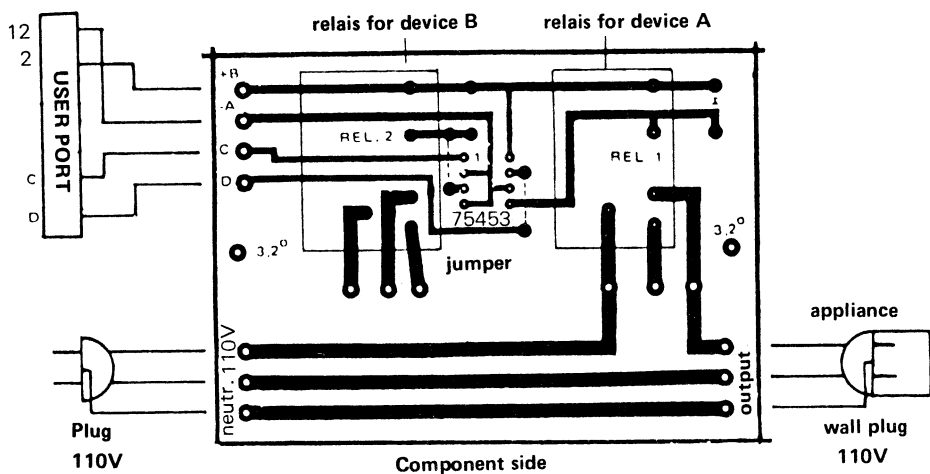 relais for device B
relais for device A
12
2
USER PORT
C
D
+B
-A
C
D
REL. 2
1
75453
I
REL 1
3,2°
3,2°
jumper
neutr. 110V
output
Plug
110V
appliance
wall plug
110V
Component side